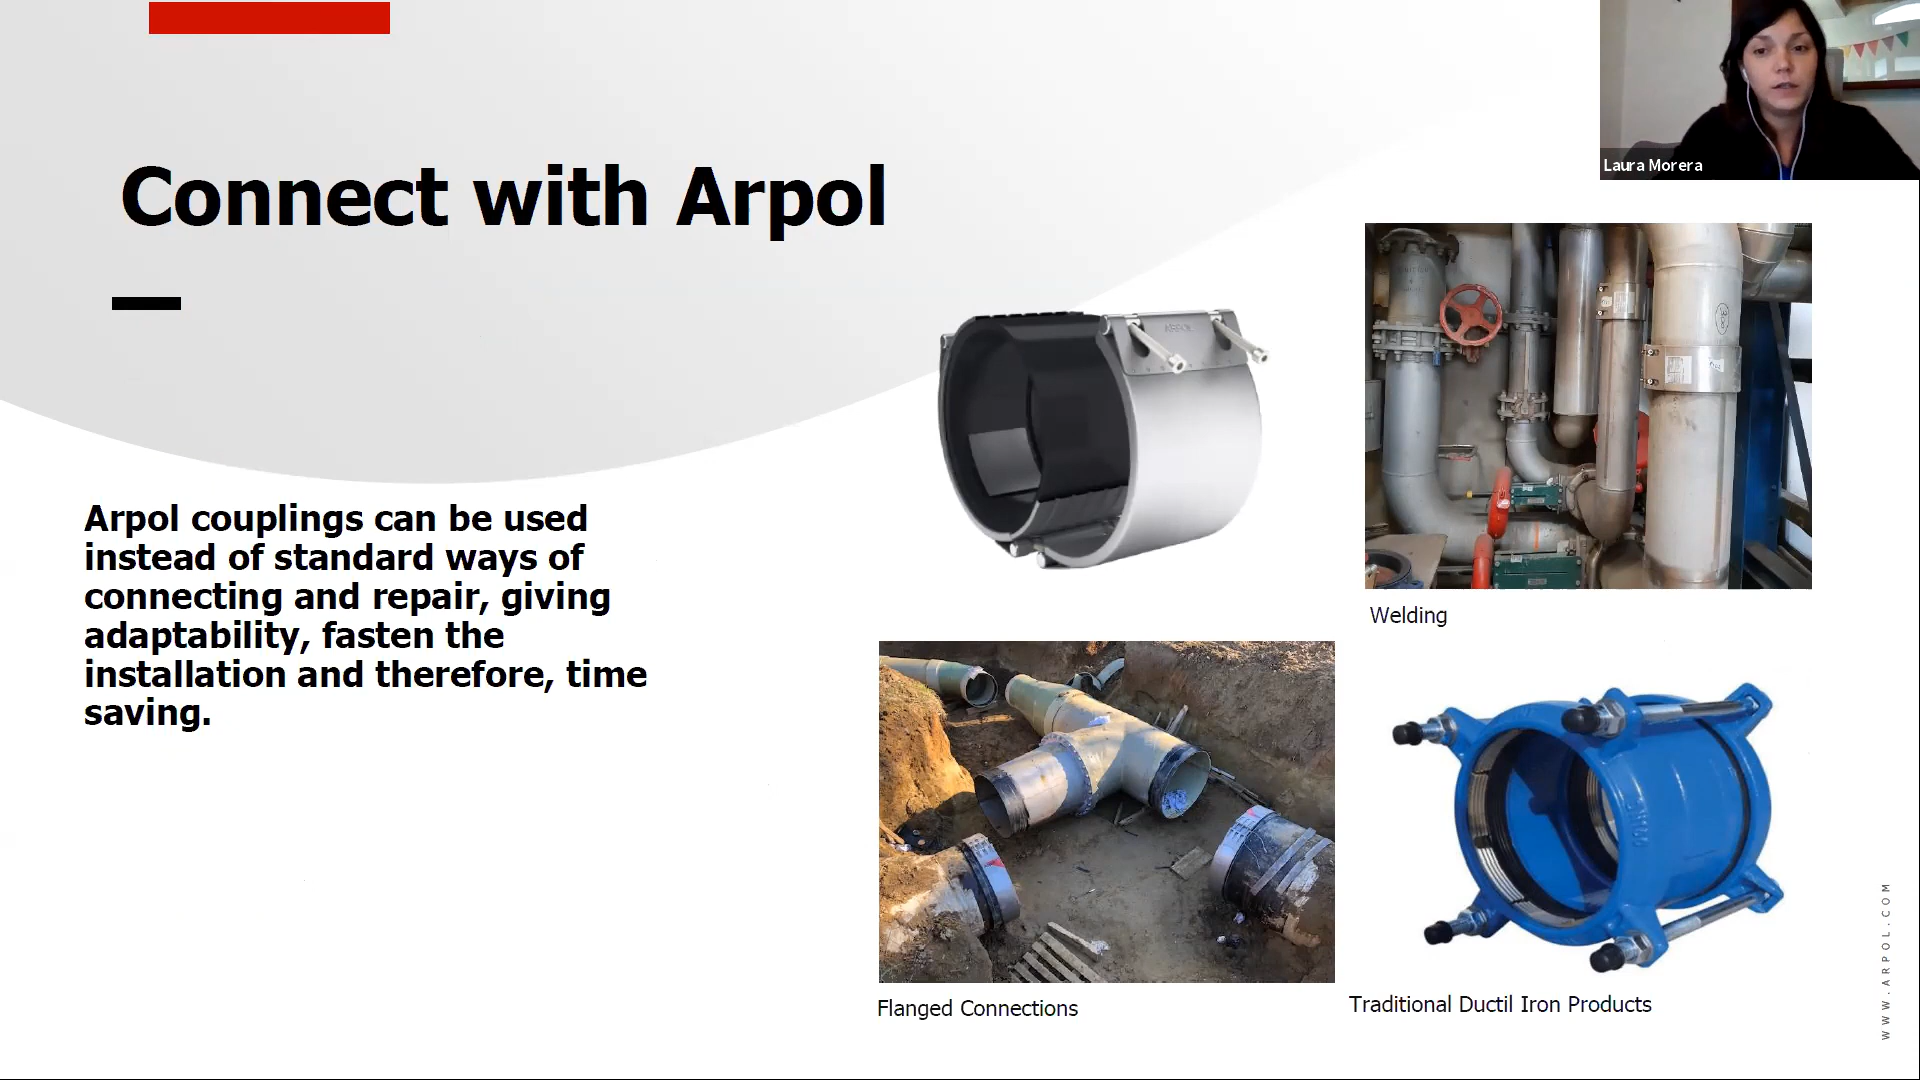 Connect with Arpol
Laura Morera
Arpol couplings can be used
instead of standard ways of
connecting and repair, giving
adaptability, fasten the
installation and therefore, time
saving.
ARPOL
Welding
Flanged Connections
Traditional Ductil Iron Products
WWW.ARPOL.COM